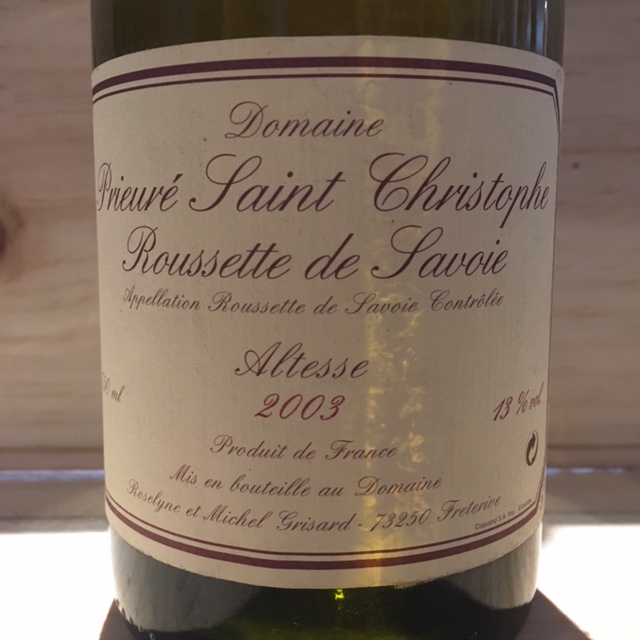 Domaine
Prieuré Saint Christophe
Roussette de Savoie
Appellation Roussette de Savoie Contrôlée
Altesse
ml
2003
13 % vol.
Produit de France
Mis en bouteille au Domaine
Roselyne et Michel Grisard - 73250 Freterive